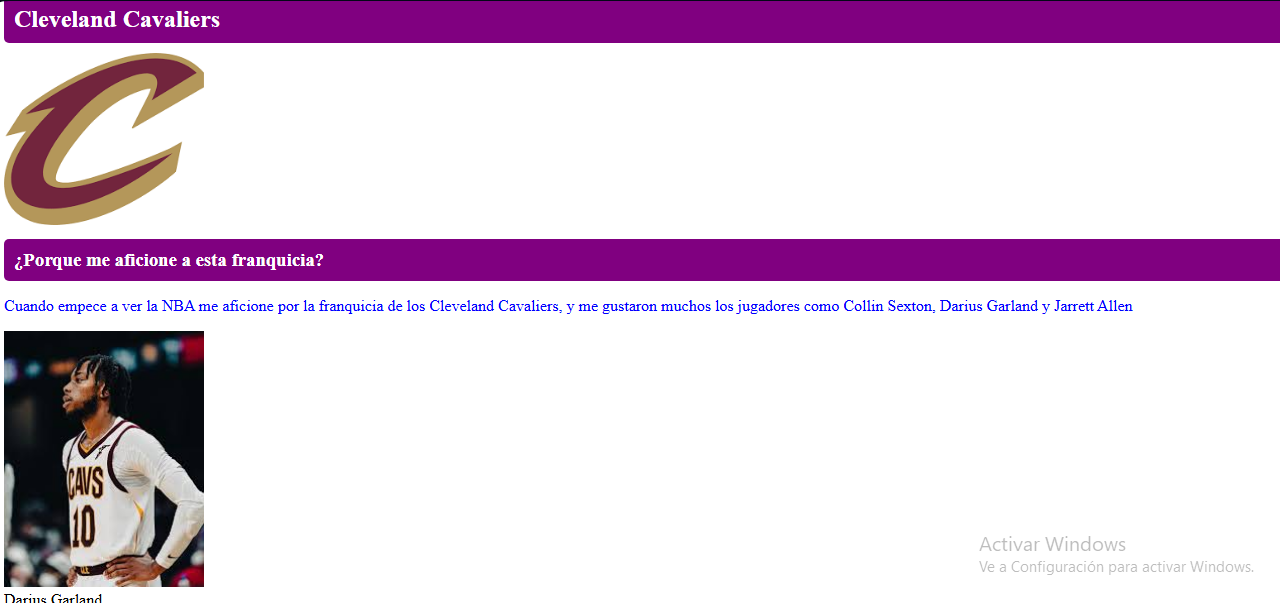 Cleveland Cavaliers
¿Porque me aficione a esta franquicia?
Cuando empece a ver la NBA me aficione por la franquicia de los Cleveland Cavaliers, y me gustaron muchos los jugadores como Collin Sexton, Darius Garland y Jarrett Allen
CAVS
10
Activar Windows
Ve a Configuración para activar Windows.
Darius Garland